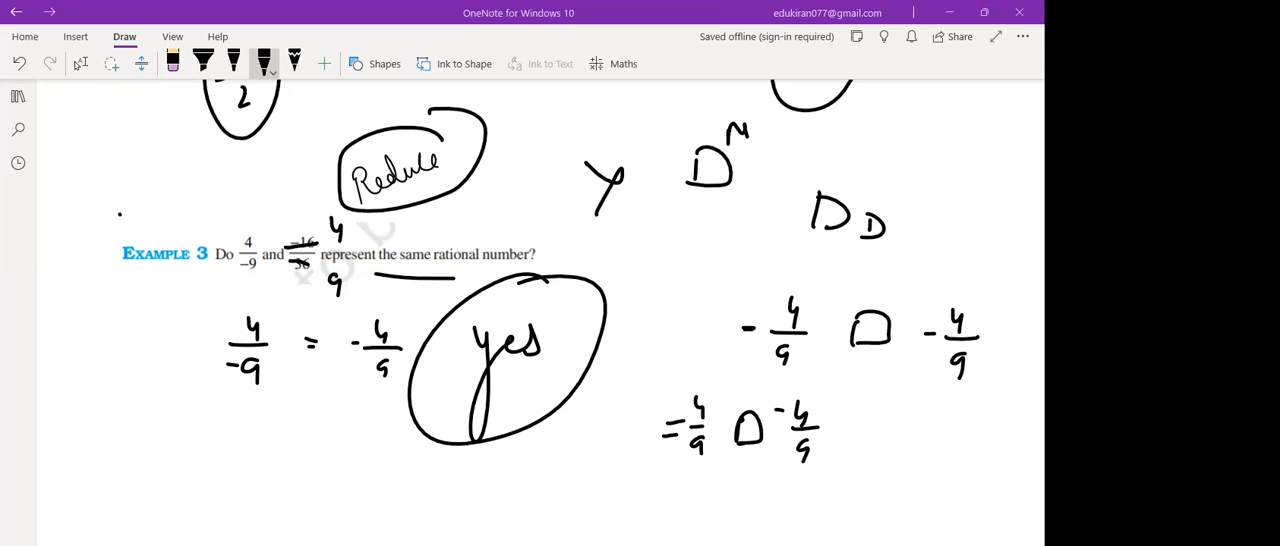 OneNote for Windows 10
edukiran077@gmail.com
Home Insert Draw View Help
Saved offline (sign-in required)
Share
Shapes Ink to Shape Ink to Text Maths
2
Reduce
y D^N
D_D
4
EXAMPLE 3 Do 4/-9 and -16/36 represent the same rational number?
9
4/-9 = -4/9 yes
-4/9 D -4/9
= 4/9 D -4/9